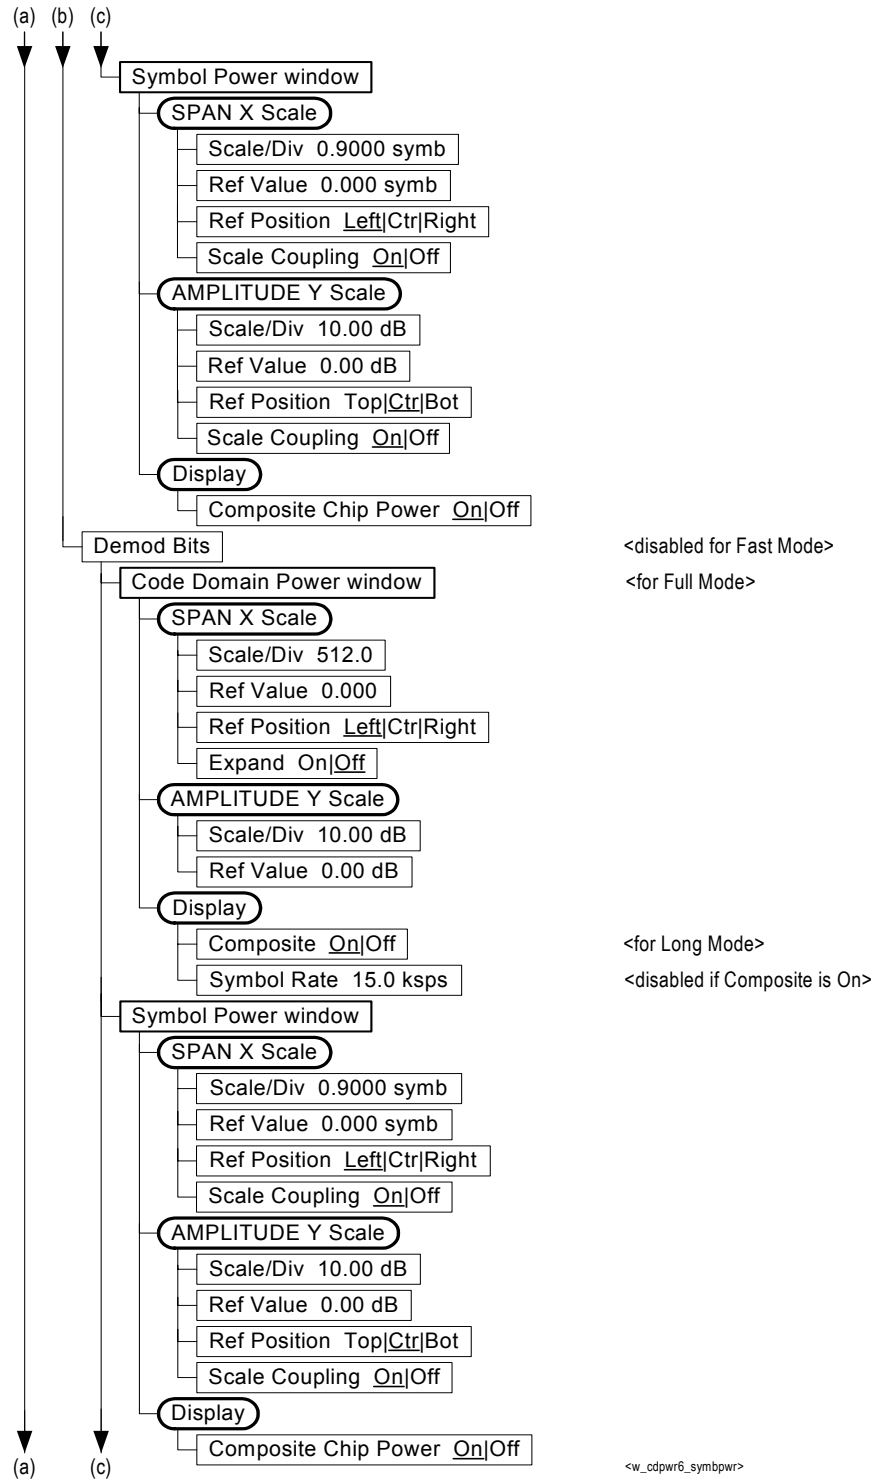 (a) (b) (c)
Symbol Power window
SPAN X Scale
Scale/Div 0.9000 symb
Ref Value 0.000 symb
Ref Position Left|Ctr|Right
Scale Coupling On|Off
AMPLITUDE Y Scale
Scale/Div 10.00 dB
Ref Value 0.00 dB
Ref Position Top|Ctr|Bot
Scale Coupling On|Off
Display
Composite Chip Power On|Off
Demod Bits <disabled for Fast Mode>
Code Domain Power window <for Full Mode>
SPAN X Scale
Scale/Div 512.0
Ref Value 0.000
Ref Position Left|Ctr|Right
Expand On|Off
AMPLITUDE Y Scale
Scale/Div 10.00 dB
Ref Value 0.00 dB
Display
Composite On|Off <for Long Mode>
Symbol Rate 15.0 ksps <disabled if Composite is On>
Symbol Power window
SPAN X Scale
Scale/Div 0.9000 symb
Ref Value 0.000 symb
Ref Position Left|Ctr|Right
Scale Coupling On|Off
AMPLITUDE Y Scale
Scale/Div 10.00 dB
Ref Value 0.00 dB
Ref Position Top|Ctr|Bot
Scale Coupling On|Off
Display
Composite Chip Power On|Off
(a) (c) <w_cdpwr6_symbpwr>